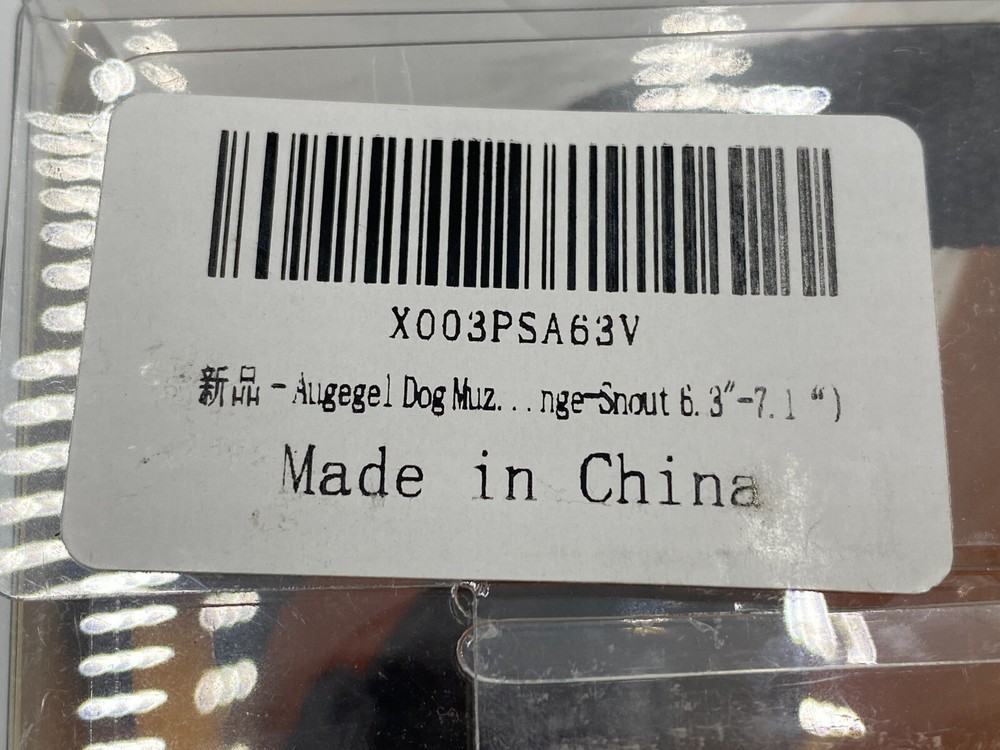 X003PSA63V
新品 - Augegel Dog Muz...nge-Snout 6.3"-7.1 “)
Made in China